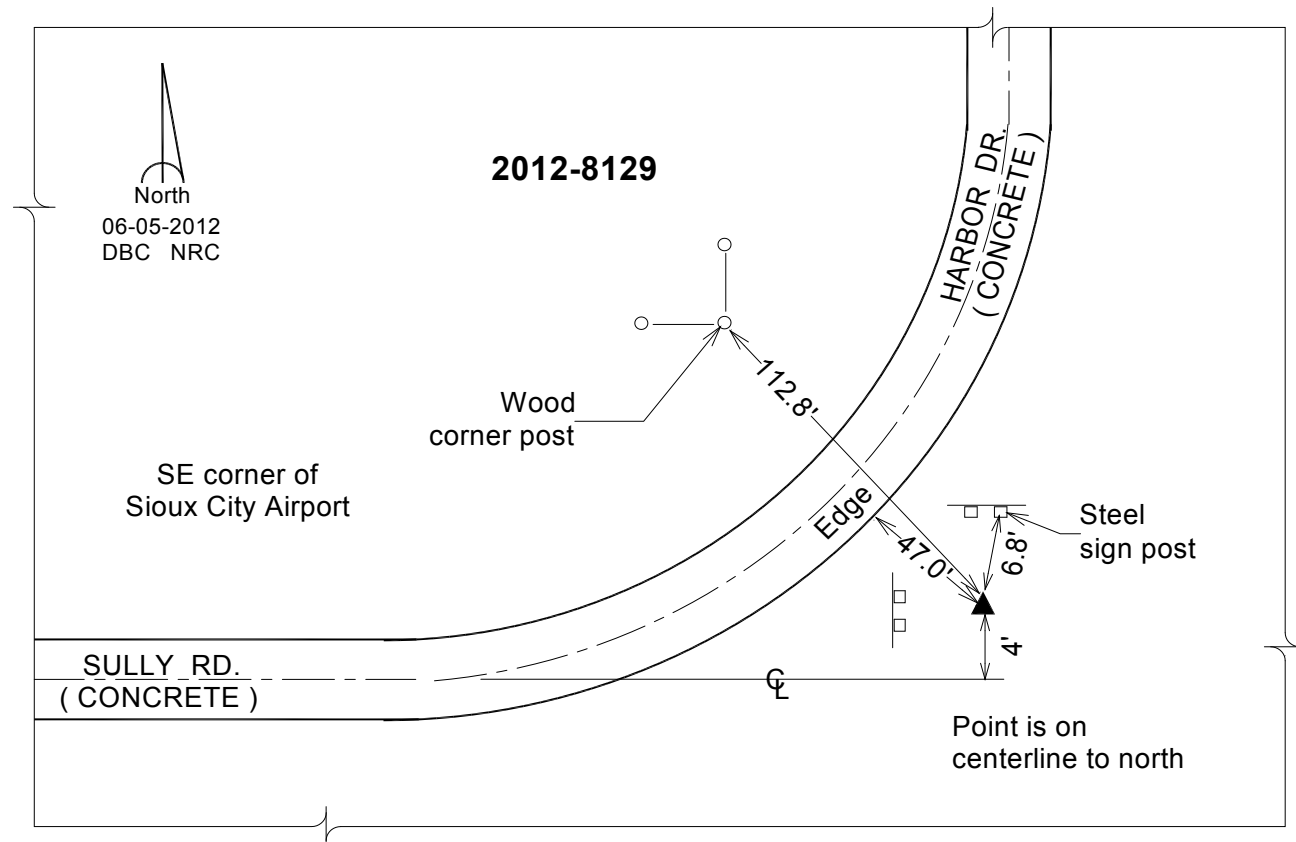 2012-8129
North
06-05-2012
DBC NRC
HARBOR DR.
( CONCRETE )
112.8'
Wood
corner post
SE corner of
Sioux City Airport
Edge
47.0'
6.8'
Steel
sign post
4'
SULLY RD.
( CONCRETE )
℄
Point is on
centerline to north